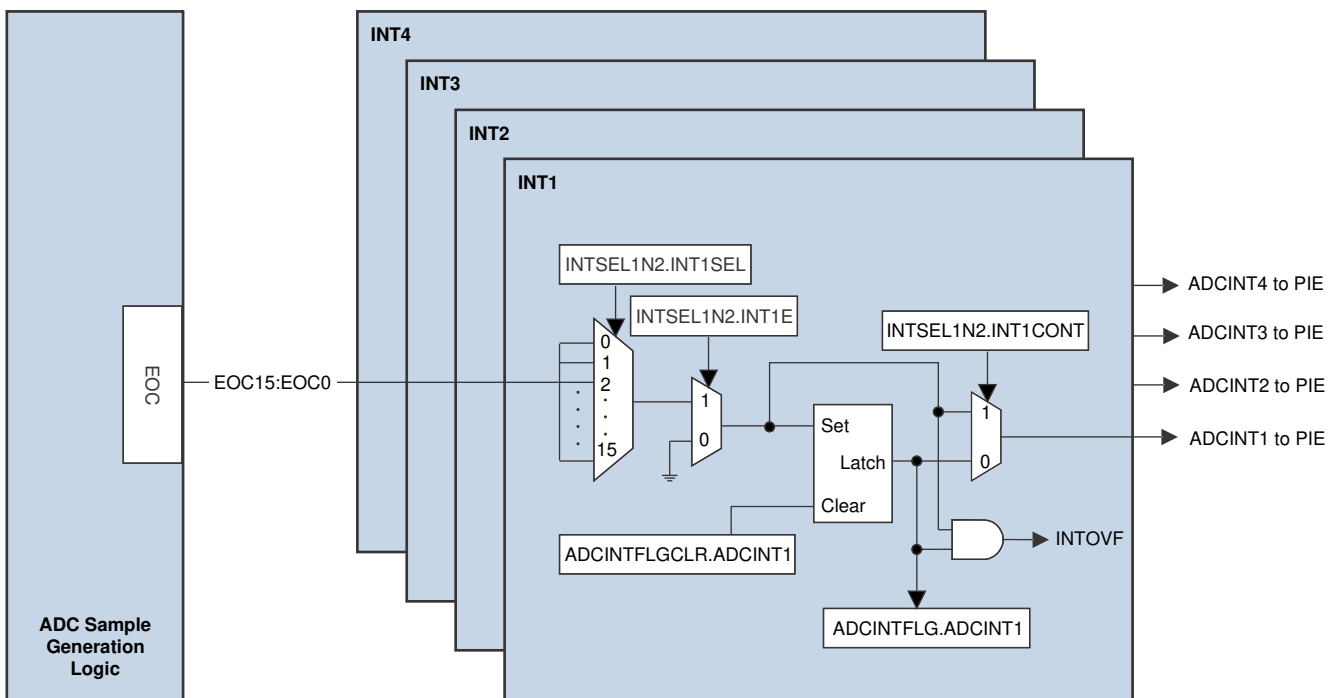 INT4
INT3
INT2
INT1
INTSEL1N2.INT1SEL
INTSEL1N2.INT1E
INTSEL1N2.INT1CONT
ADCINT4 to PIE
ADCINT3 to PIE
ADCINT2 to PIE
ADCINT1 to PIE
EOC
EOC15:EOC0
0
1
2
15
1
0
Set
Latch
Clear
1
0
ADCINTFLGCLR.ADCINT1
INTOVF
ADCINTFLG.ADCINT1
ADC Sample
Generation
Logic